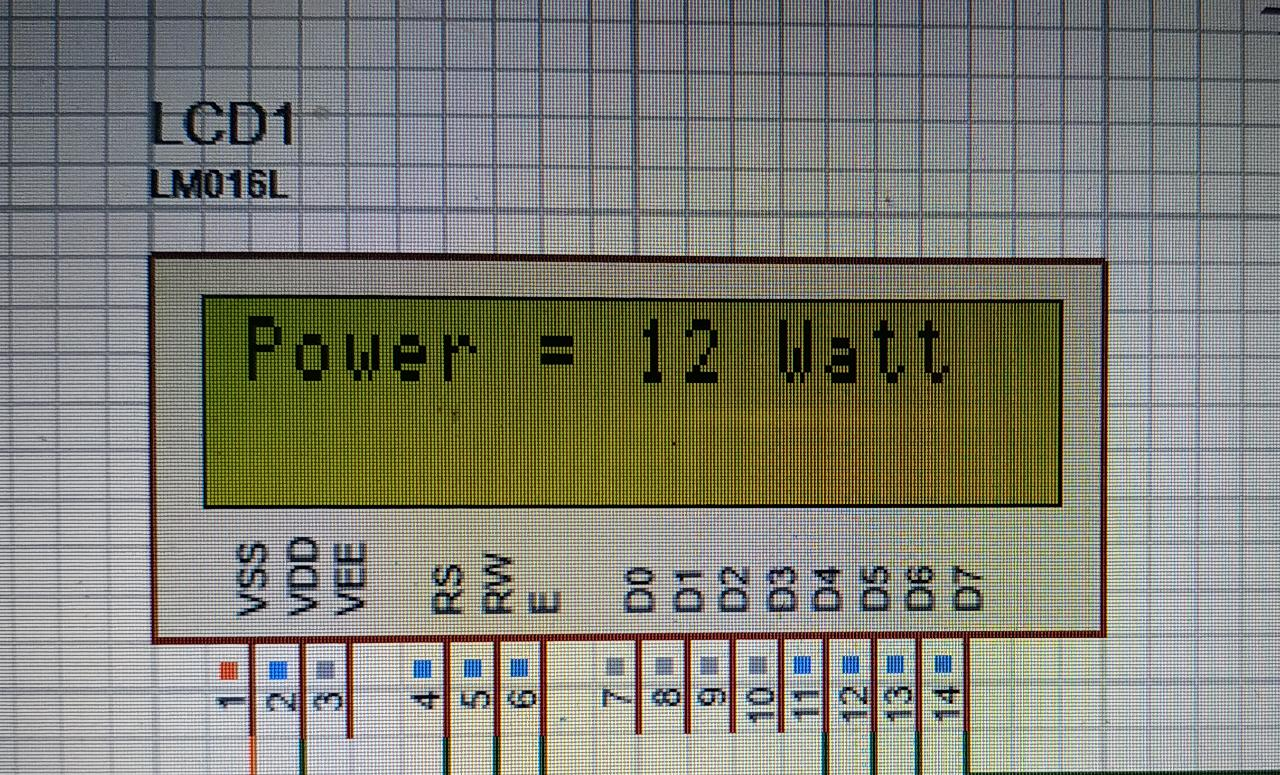 LCD1
LM016L
Power = 12 Watt
VSS
VDD
VEE
RS
RW
E
D0
D1
D2
D3
D4
D5
D6
D7
1
2
3
4
5
6
7
8
9
10
11
12
13
14